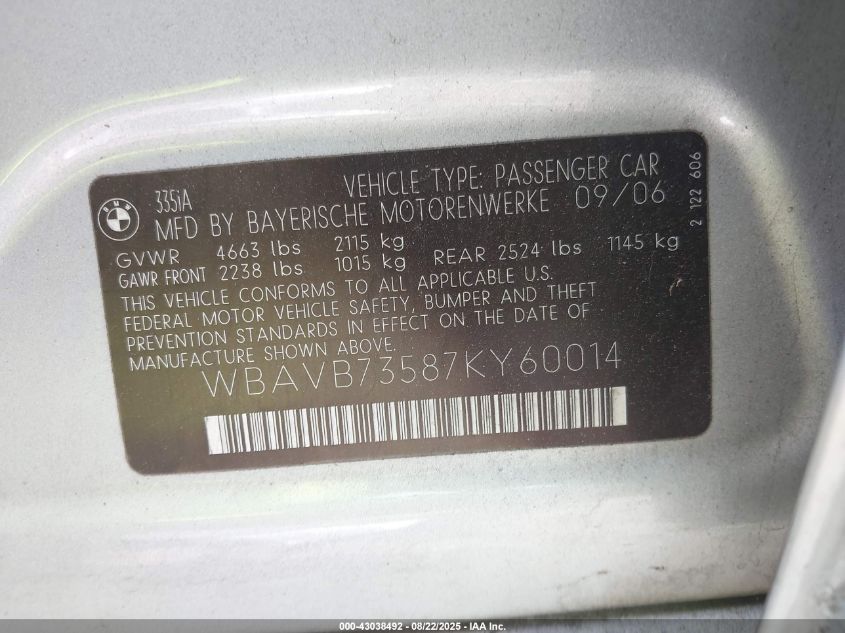 BMW
335iA VEHICLE TYPE: PASSENGER CAR
MFD BY BAYERISCHE MOTORENWERKE 09/06
GVWR 4663 lbs 2115 kg
GAWR FRONT 2238 lbs 1015 kg REAR 2524 lbs 1145 kg
THIS VEHICLE CONFORMS TO ALL APPLICABLE U.S.
FEDERAL MOTOR VEHICLE SAFETY, BUMPER AND THEFT
PREVENTION STANDARDS IN EFFECT ON THE DATE OF
MANUFACTURE SHOWN ABOVE.
WBAVB73587KY60014
2 122 606
000-43038492 - 08/22/2025 - IAA Inc.